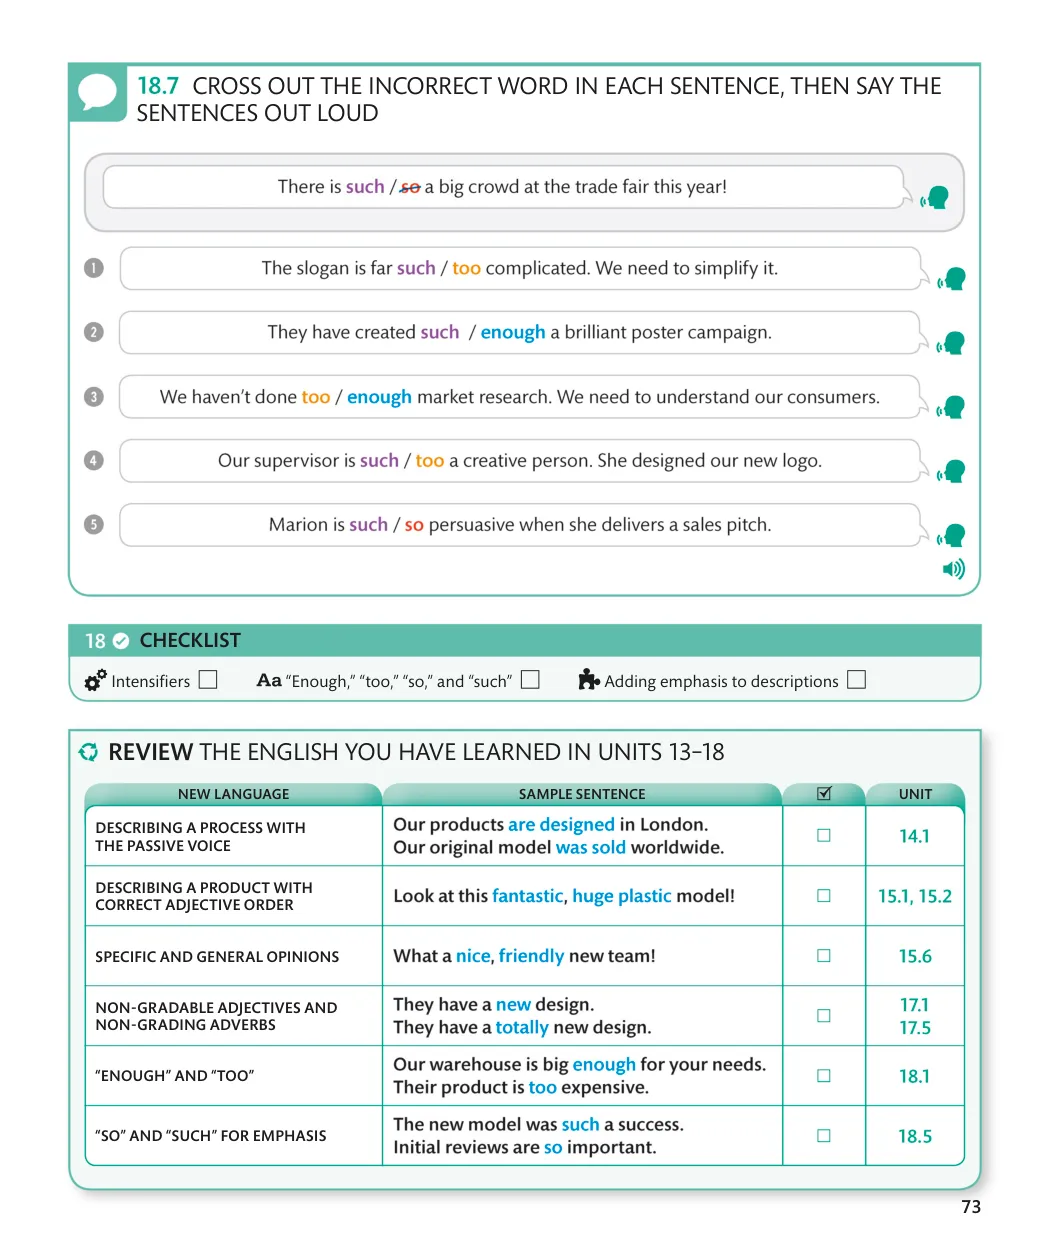 18.7 CROSS OUT THE INCORRECT WORD IN EACH SENTENCE, THEN SAY THE
SENTENCES OUT LOUD
There is such / so a big crowd at the trade fair this year!
1 The slogan is far such / too complicated. We need to simplify it.
2 They have created such / enough a brilliant poster campaign.
3 We haven't done too / enough market research. We need to understand our consumers.
4 Our supervisor is such / too a creative person. She designed our new logo.
5 Marion is such / so persuasive when she delivers a sales pitch.
18 CHECKLIST
Intensifiers Aa “Enough,” “too,” “so,” and “such” Adding emphasis to descriptions
REVIEW THE ENGLISH YOU HAVE LEARNED IN UNITS 13–18
NEW LANGUAGE SAMPLE SENTENCE UNIT
DESCRIBING A PROCESS WITH
THE PASSIVE VOICE
Our products are designed in London.
Our original model was sold worldwide.
14.1
DESCRIBING A PRODUCT WITH
CORRECT ADJECTIVE ORDER
Look at this fantastic, huge plastic model!
15.1, 15.2
SPECIFIC AND GENERAL OPINIONS
What a nice, friendly new team!
15.6
NON-GRADABLE ADJECTIVES AND
NON-GRADING ADVERBS
They have a new design.
They have a totally new design.
17.1
17.5
“ENOUGH” AND “TOO”
Our warehouse is big enough for your needs.
Their product is too expensive.
18.1
“SO” AND “SUCH” FOR EMPHASIS
The new model was such a success.
Initial reviews are so important.
18.5
73